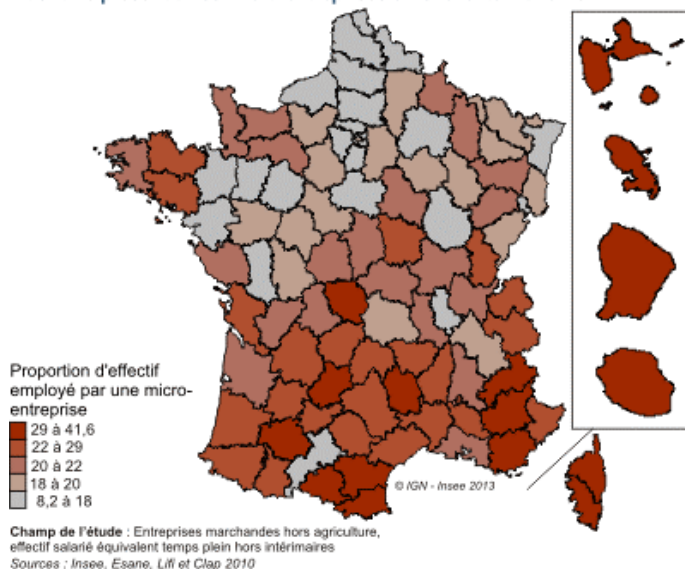 Proportion d'effectif
employé par une micro-
entreprise
29 à 41,6
22 à 29
20 à 22
18 à 20
8,2 à 18
© IGN - Insee 2013
Champ de l'étude : Entreprises marchandes hors agriculture,
effectif salarié équivalent temps plein hors intérimaires
Sources : Insee, Esane, Lifi et Clap 2010